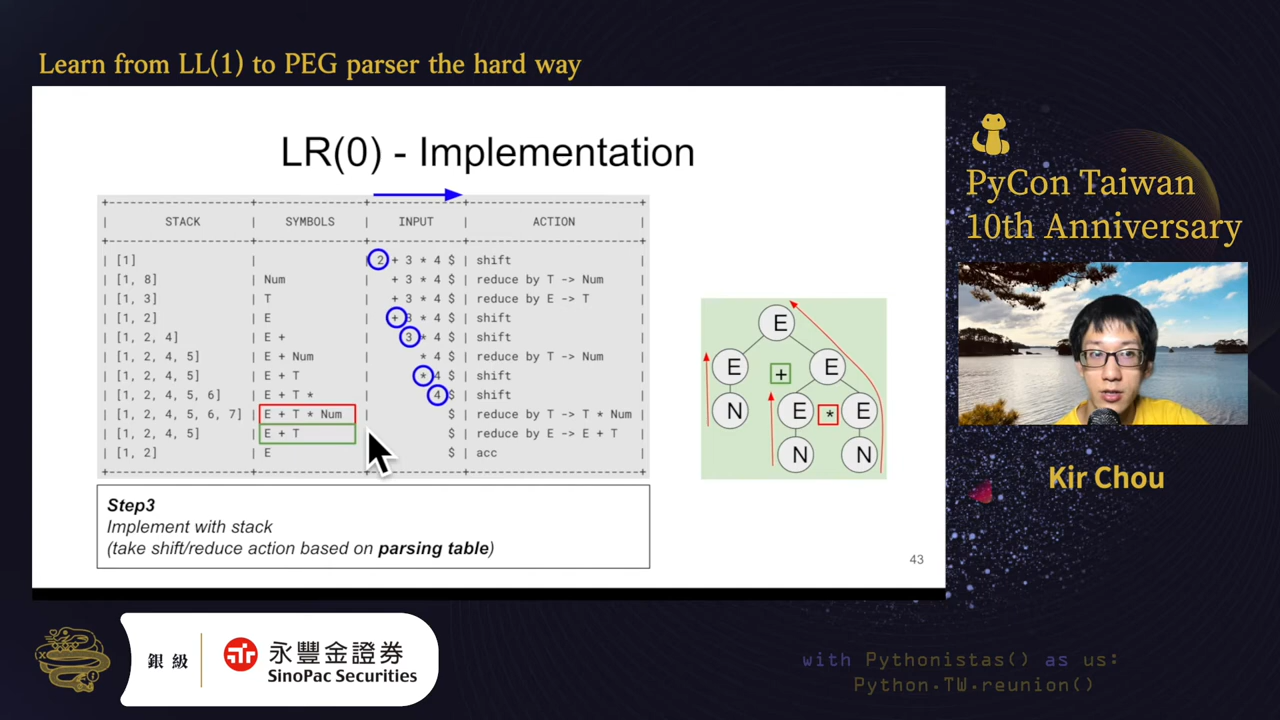 Learn from LL(1) to PEG parser the hard way
LR(0) - Implementation
STACK | SYMBOLS | INPUT | ACTION
[1] | | 2 + 3 * 4 $ | shift
[1, 8] | Num | + 3 * 4 $ | reduce by T -> Num
[1, 3] | T | + 3 * 4 $ | reduce by E -> T
[1, 2] | E | + 3 * 4 $ | shift
[1, 2, 4] | E + | 3 * 4 $ | shift
[1, 2, 4, 5] | E + Num | * 4 $ | reduce by T -> Num
[1, 2, 4, 5] | E + T | * 4 $ | shift
[1, 2, 4, 5, 6] | E + T * | 4 $ | shift
[1, 2, 4, 5, 6, 7] | E + T * Num | $ | reduce by T -> T * Num
[1, 2, 4, 5] | E + T | $ | reduce by E -> E + T
[1, 2] | E | $ | acc
Step3
Implement with stack
(take shift/reduce action based on parsing table)
E
E + E
N E * E
N N
43
PyCon Taiwan
10th Anniversary
Kir Chou
銀級
永豐金證券
SinoPac Securities
with Pythonistas() as us:
Python.TW.reunion()